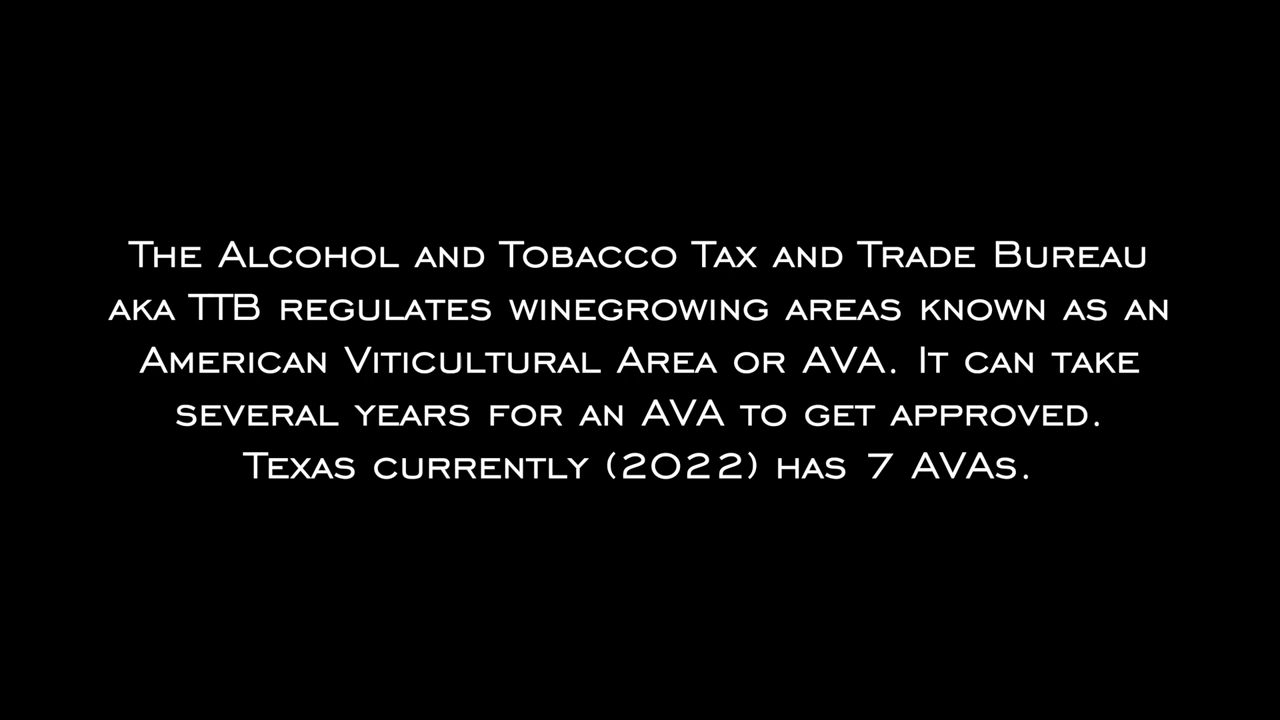 The Alcohol and Tobacco Tax and Trade Bureau
aka TTB regulates winegrowing areas known as an
American Viticultural Area or AVA. It can take
several years for an AVA to get approved.
Texas currently (2022) has 7 AVAs.